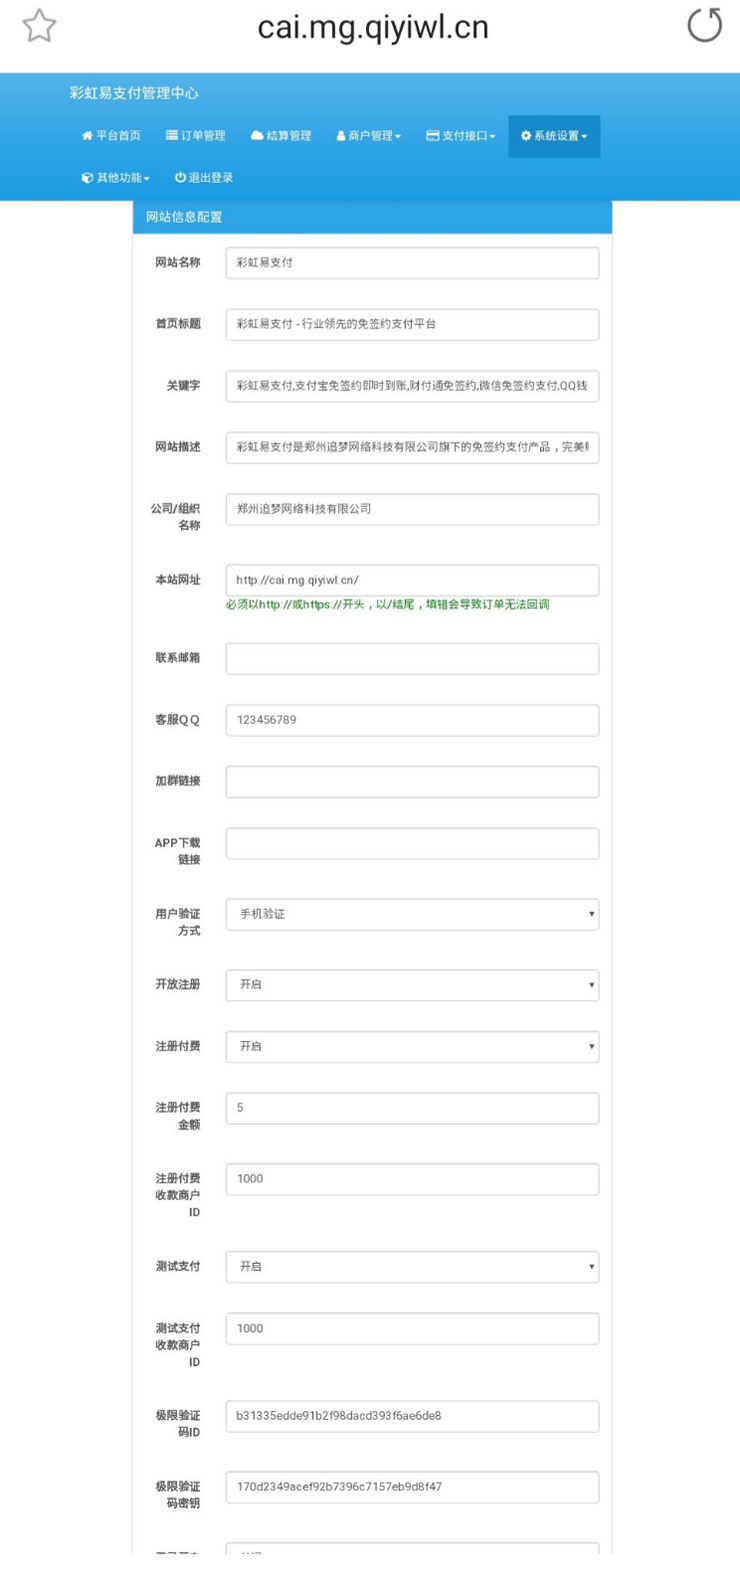 cai.mg.qiyiwl.cn
彩虹易支付管理中心
平台首页 订单管理 结算管理 商户管理 支付接口 系统设置
其他功能 退出登录
网站信息配置
网站名称 彩虹易支付
首页标题 彩虹易支付 - 行业领先的免签约支付平台
关键字 彩虹易支付,支付宝免签约即时到账,财付通免签约,微信免签约支付,QQ钱
网站描述 彩虹易支付是郑州追梦网络科技有限公司旗下的免签约支付产品，完美
公司/组织 郑州追梦网络科技有限公司
名称
本站网址 http://cai.mg.qiyiwl.cn/
必须以http://或https://开头，以/结尾，填错会导致订单无法回调
联系邮箱
客服QQ 123456789
加群链接
APP下载
链接
用户验证 手机验证
方式
开放注册 开启
注册付费 开启
注册付费 5
金额
注册付费 1000
收款商户
ID
测试支付 开启
测试支付 1000
收款商户
ID
极限验证 b31335edde91b2f98dacd393f6ae6de8
码ID
极限验证 170d2349acef92b7396c7157eb9d8f47
码密钥